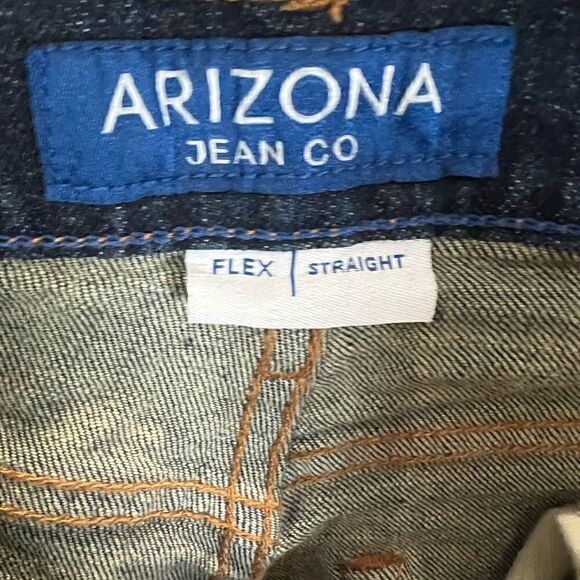 ARIZONA
JEAN CO
FLEX | STRAIGHT